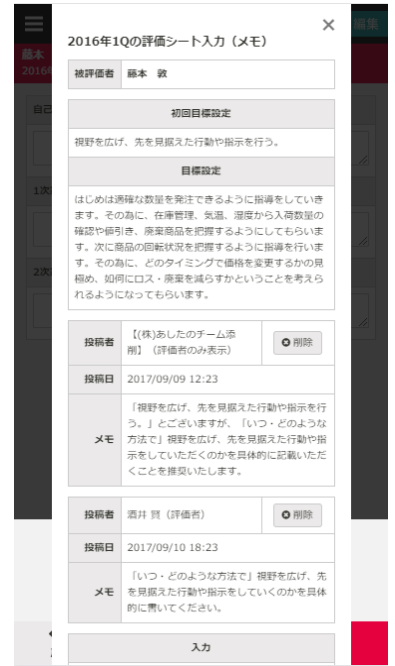 編集
藤本
2016年
自己
1次
2次
×
2016年1Qの評価シート入力（メモ）
被評価者 藤本 敦
初回目標設定
視野を広げ、先を見据えた行動や指示を行う。
目標設定
はじめは適確な数量を発注できるように指導をしていき
ます。その為に、在庫管理、気温、湿度から入荷数量の
確認や値引き、廃棄商品を把握するようにしてもらいま
す。次に商品の回転状況を把握するように指導を行いま
す。その為に、どのタイミングで価格を変更するかの見
極め、如何にロス・廃棄を減らすかということを考えら
れるようになってもらいます。
投稿者 【(株)あしたのチーム添
削】（評価者のみ表示） 削除
投稿日 2017/09/09 12:23
メモ 「視野を広げ、先を見据えた行動や指示を行
う。」とございますが、「いつ・どのような
方法で」視野を広げ、先を見据えた行動や指
示をしていただくのかを具体的に記載いただ
くことを推奨いたします。
投稿者 酒井 賢（評価者） 削除
投稿日 2017/09/10 18:23
メモ 「いつ・どのような方法で」視野を広げ、先
を見据えた行動や指示をしていくのかを具体
的に書いてください。
入力